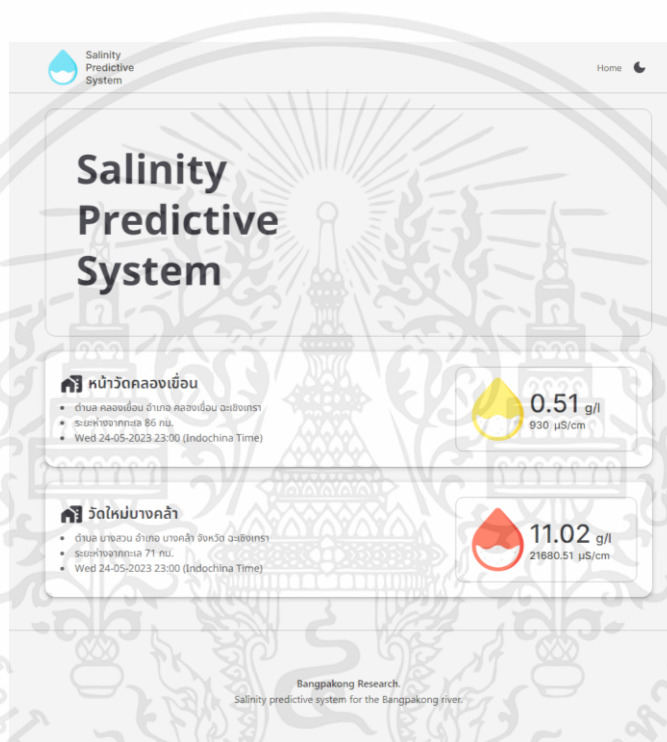 Salinity
Predictive
System
Home
Salinity
Predictive
System
หน้าวัดคลองเขื่อน
ตำบล คลองเขื่อน อำเภอ คลองเขื่อน ฉะเชิงเทรา
ระยะห่างจากทะเล 86 กม.
Wed 24-05-2023 23:00 (Indochina Time)
0.51 g/l
930 µS/cm
วัดใหม่บางคล้า
ตำบล บางสวน อำเภอ บางคล้า จังหวัด ฉะเชิงเทรา
ระยะห่างจากทะเล 71 กม.
Wed 24-05-2023 23:00 (Indochina Time)
11.02 g/l
21680.51 µS/cm
Bangpakong Research.
Salinity predictive system for the Bangpakong river.